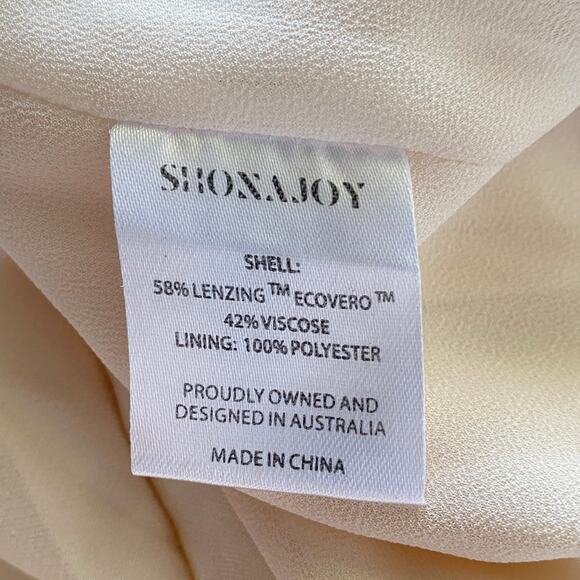 SHONAJOY
SHELL:
58% LENZING™ ECOVERO™
42% VISCOSE
LINING: 100% POLYESTER
PROUDLY OWNED AND
DESIGNED IN AUSTRALIA
MADE IN CHINA